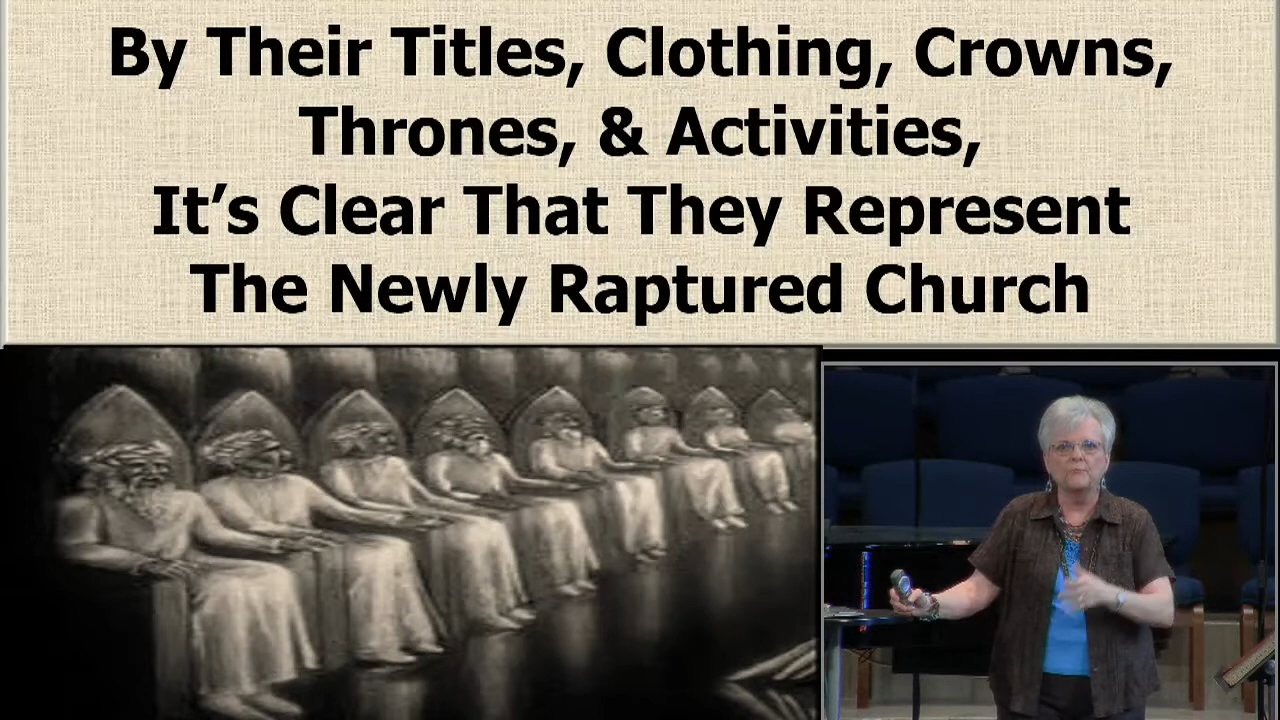 By Their Titles, Clothing, Crowns,
Thrones, & Activities,
It’s Clear That They Represent
The Newly Raptured Church